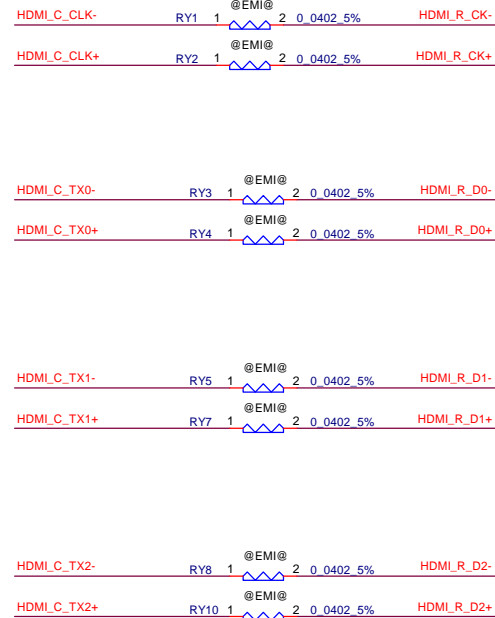 @EMI@
HDMI_C_CLK- RY1 1 2 0_0402_5% HDMI_R_CK-
@EMI@
HDMI_C_CLK+ RY2 1 2 0_0402_5% HDMI_R_CK+
@EMI@
HDMI_C_TX0- RY3 1 2 0_0402_5% HDMI_R_D0-
@EMI@
HDMI_C_TX0+ RY4 1 2 0_0402_5% HDMI_R_D0+
@EMI@
HDMI_C_TX1- RY5 1 2 0_0402_5% HDMI_R_D1-
@EMI@
HDMI_C_TX1+ RY7 1 2 0_0402_5% HDMI_R_D1+
@EMI@
HDMI_C_TX2- RY8 1 2 0_0402_5% HDMI_R_D2-
@EMI@
HDMI_C_TX2+ RY10 1 2 0_0402_5% HDMI_R_D2+